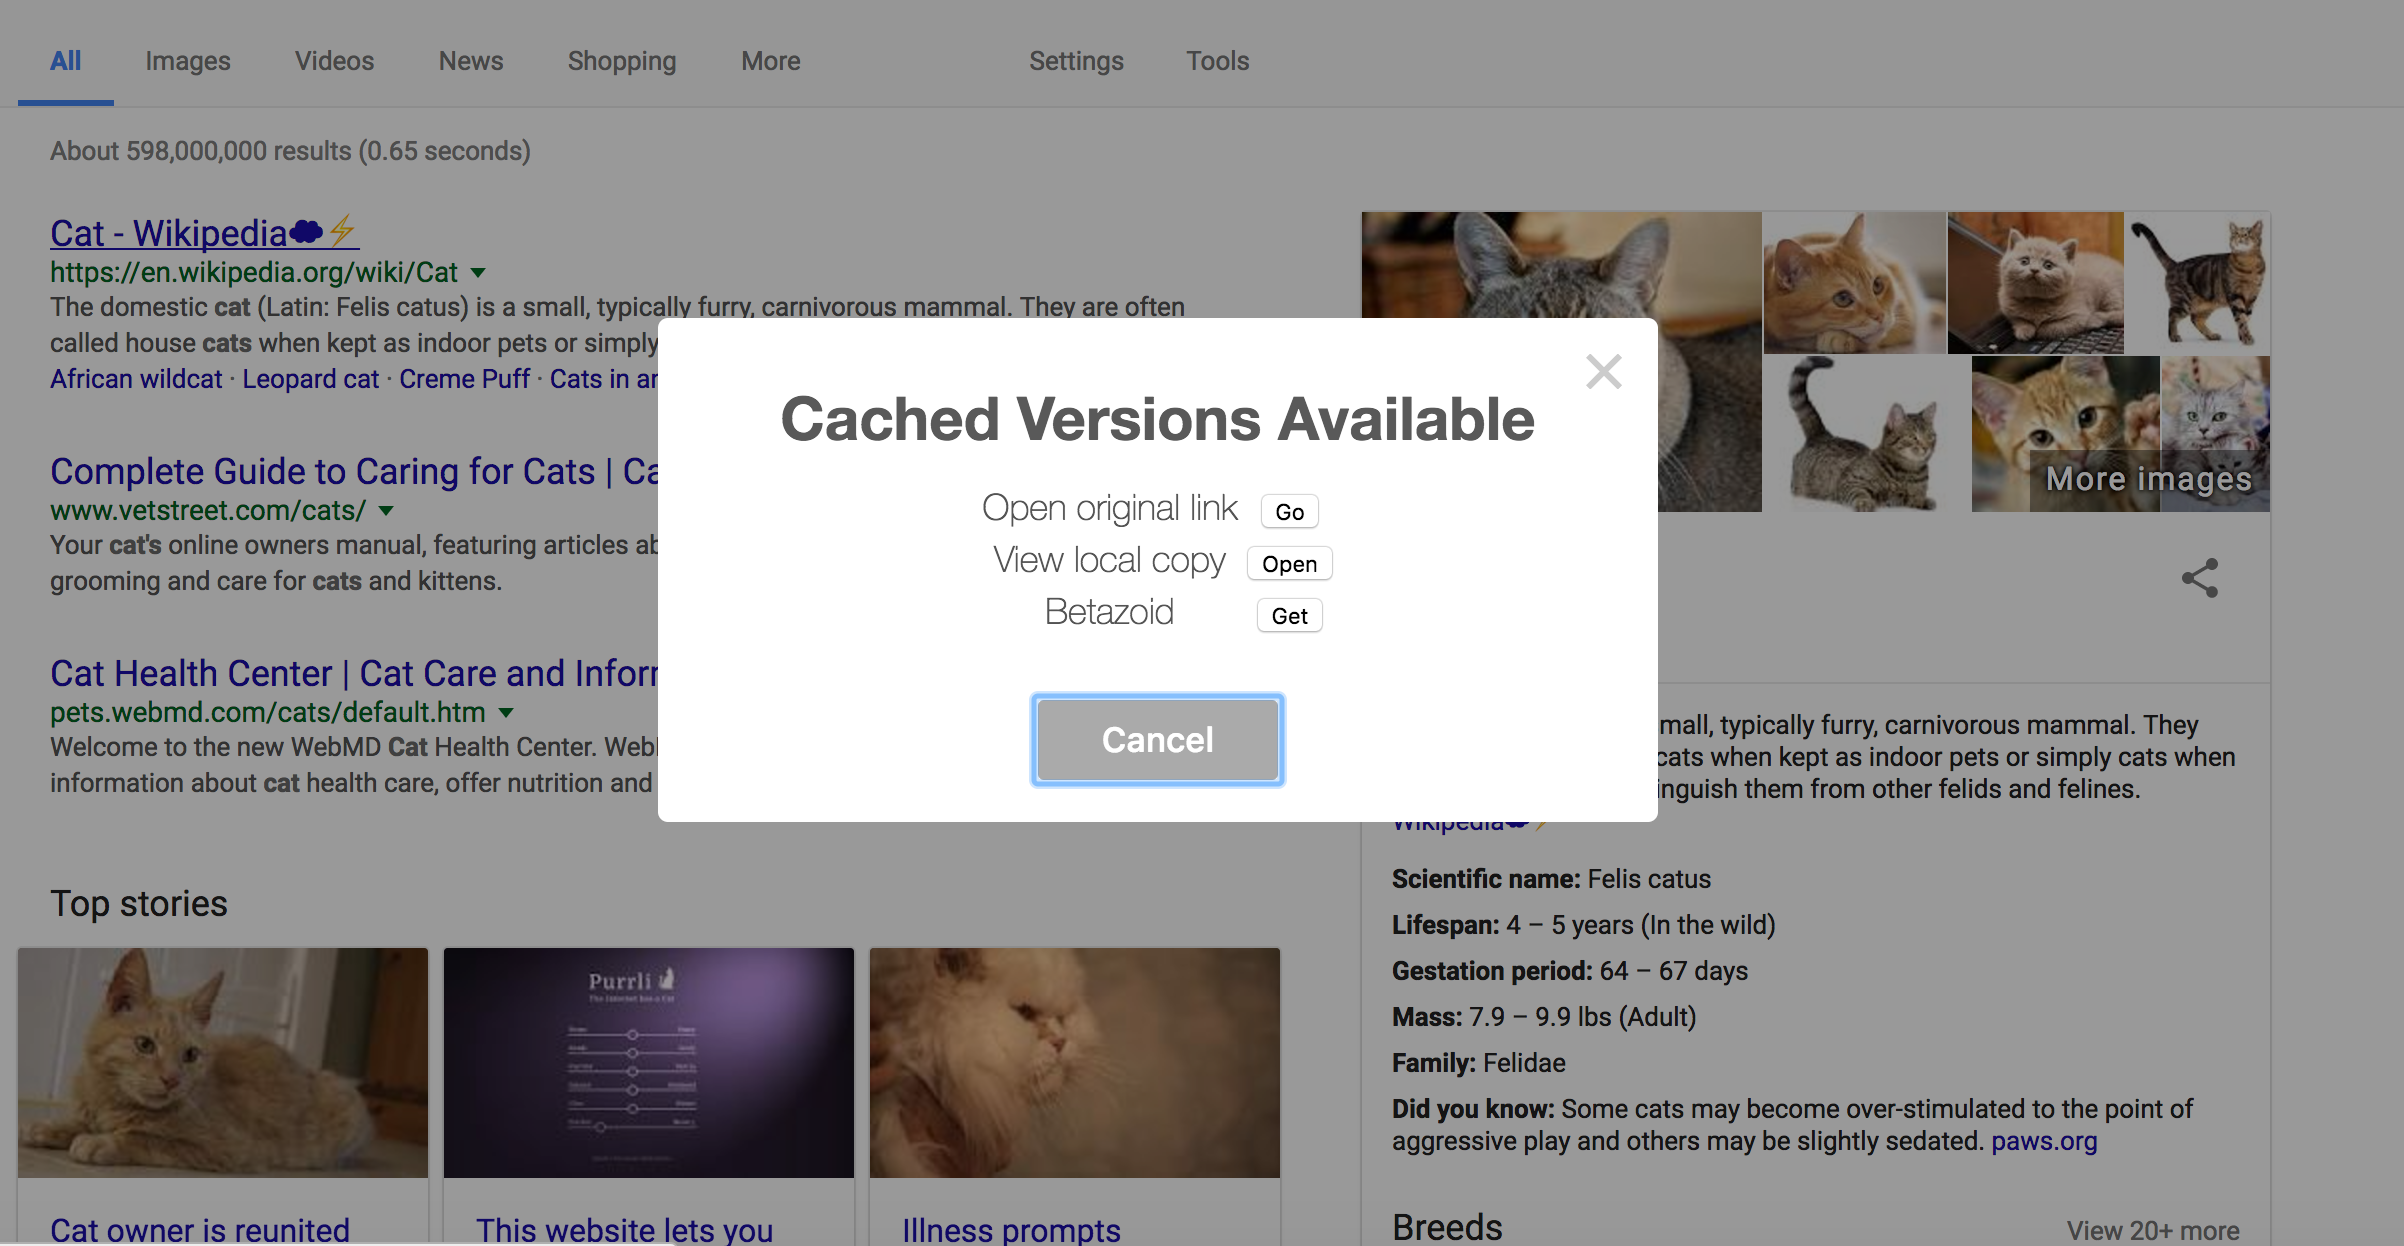 All Images Videos News Shopping More Settings Tools
About 598,000,000 results (0.65 seconds)
Cat - Wikipedia
https://en.wikipedia.org/wiki/Cat
The domestic cat (Latin: Felis catus) is a small, typically furry, carnivorous mammal. They are often
called house cats when kept as indoor pets or simply
African wildcat · Leopard cat · Creme Puff · Cats in
Complete Guide to Caring for Cats |
www.vetstreet.com/cats/
Your cat's online owners manual, featuring articles
grooming and care for cats and kittens.
Cat Health Center | Cat Care and
pets.webmd.com/cats/default.htm
Welcome to the new WebMD Cat Health Center.
information about cat health care, offer nutrition and
Top stories
Purrli
The Internet has a Cat
Cat owner is reunited
This website lets you
Illness prompts
Cached Versions Available
Open original link Go
View local copy Open
Betazoid Get
Cancel
More images
typically furry, carnivorous mammal. They
cats when kept as indoor pets or simply cats when
them from other felids and felines.
Wikipedia
Scientific name: Felis catus
Lifespan: 4 – 5 years (In the wild)
Gestation period: 64 – 67 days
Mass: 7.9 – 9.9 lbs (Adult)
Family: Felidae
Did you know: Some cats may become over-stimulated to the point of
aggressive play and others may be slightly sedated. paws.org
Breeds
View 20+ more